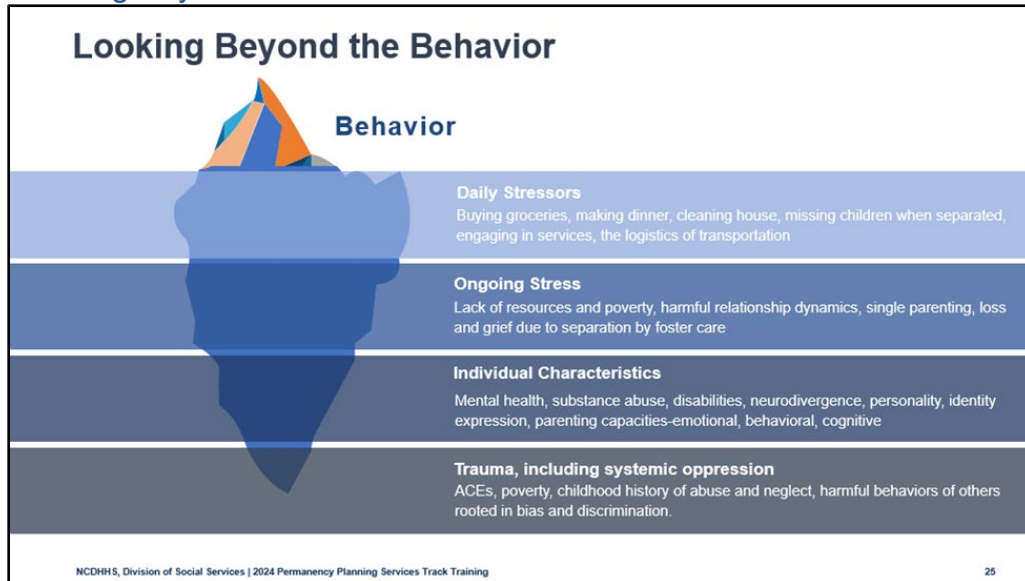 Looking Beyond the Behavior
Behavior
Daily Stressors
Buying groceries, making dinner, cleaning house, missing children when separated,
engaging in services, the logistics of transportation
Ongoing Stress
Lack of resources and poverty, harmful relationship dynamics, single parenting, loss
and grief due to separation by foster care
Individual Characteristics
Mental health, substance abuse, disabilities, neurodivergence, personality, identity
expression, parenting capacities-emotional, behavioral, cognitive
Trauma, including systemic oppression
ACEs, poverty, childhood history of abuse and neglect, harmful behaviors of others
rooted in bias and discrimination.
NCDHHS, Division of Social Services | 2024 Permanency Planning Services Track Training
25